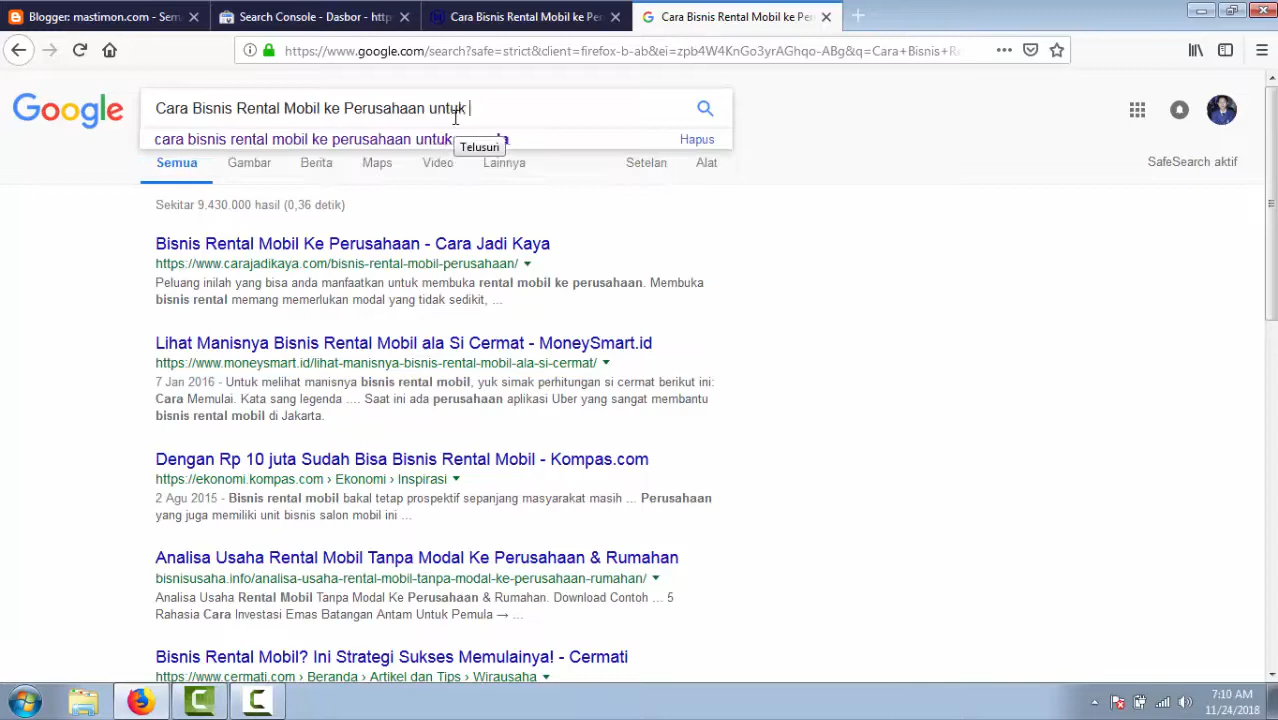 Blogger: mastimon.com - Sem
Search Console - Dasbor - http
Cara Bisnis Rental Mobil ke Per
Cara Bisnis Rental Mobil ke Per
https://www.google.com/search?safe=strict&client=firefox-b-ab&ei=zpb4W4KnGo3yrAGhqo-ABg&q=Cara+Bisnis+Re
Google
Cara Bisnis Rental Mobil ke Perusahaan untuk
cara bisnis rental mobil ke perusahaan untuk
Hapus
Telusuri
Semua Gambar Berita Maps Video Lainnya Setelan Alat
SafeSearch aktif
Sekitar 9.430.000 hasil (0,36 detik)
Bisnis Rental Mobil Ke Perusahaan - Cara Jadi Kaya
https://www.carajadikaya.com/bisnis-rental-mobil-perusahaan/
Peluang inilah yang bisa anda manfaatkan untuk membuka rental mobil ke perusahaan. Membuka
bisnis rental memang memerlukan modal yang tidak sedikit, ...
Lihat Manisnya Bisnis Rental Mobil ala Si Cermat - MoneySmart.id
https://www.moneysmart.id/lihat-manisnya-bisnis-rental-mobil-ala-si-cermat/
7 Jan 2016 - Untuk melihat manisnya bisnis rental mobil, yuk simak perhitungan si cermat berikut ini:
Cara Memulai. Kata sang legenda .... Saat ini ada perusahaan aplikasi Uber yang sangat membantu
bisnis rental mobil di Jakarta.
Dengan Rp 10 juta Sudah Bisa Bisnis Rental Mobil - Kompas.com
https://ekonomi.kompas.com › Ekonomi › Inspirasi
2 Agu 2015 - Bisnis rental mobil bakal tetap prospektif sepanjang masyarakat masih ... Perusahaan
yang juga memiliki unit bisnis salon mobil ini ...
Analisa Usaha Rental Mobil Tanpa Modal Ke Perusahaan & Rumahan
bisnisusaha.info/analisa-usaha-rental-mobil-tanpa-modal-ke-perusahaan-rumahan/
Analisa Usaha Rental Mobil Tanpa Modal Ke Perusahaan & Rumahan. Download Contoh ... 5
Rahasia Cara Investasi Emas Batangan Antam Untuk Pemula → ...
Bisnis Rental Mobil? Ini Strategi Sukses Memulainya! - Cermati
https://www.cermati.com › Beranda › Artikel dan Tips › Wirausaha
7:10 AM
11/24/2018